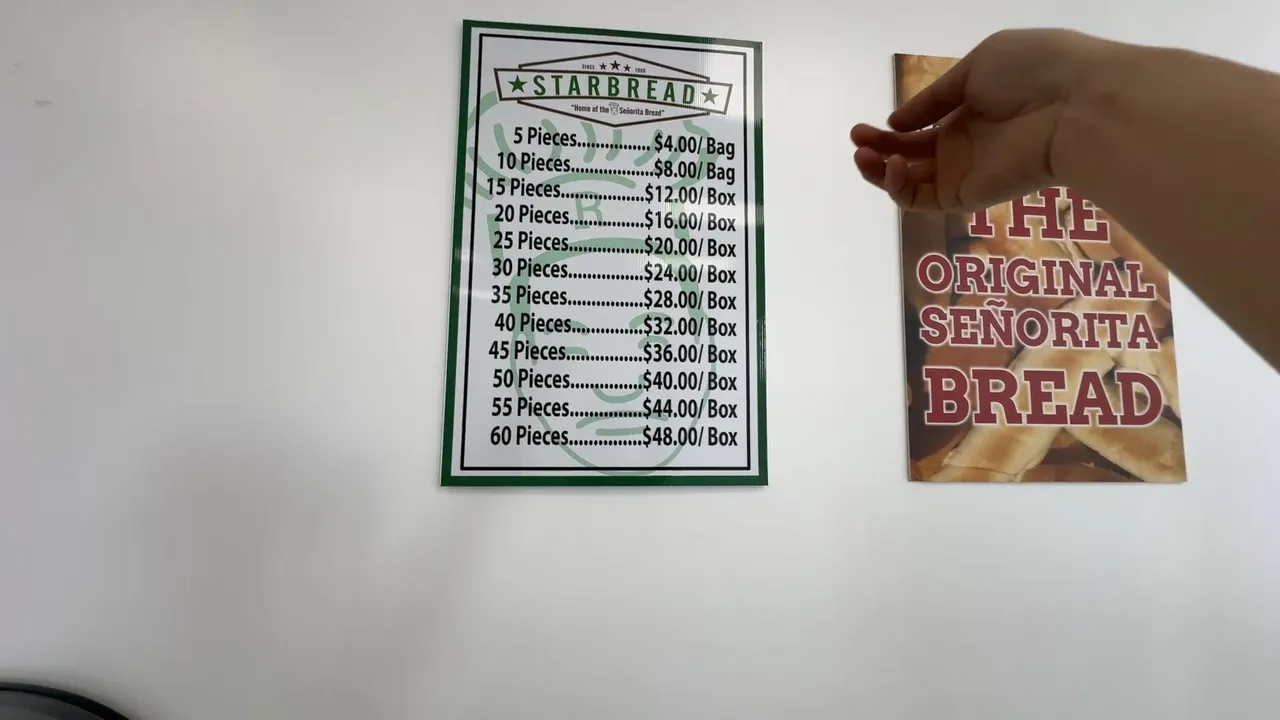 SINCE
STARBREAD
"Home of the Señorita Bread"
5 Pieces................ $4.00/ Bag
10 Pieces..................$8.00/ Bag
15 Pieces..................$12.00/ Box
20 Pieces................$16.00/ Box
25 Pieces................$20.00/ Box
30 Pieces................$24.00/ Box
35 Pieces................$28.00/ Box
40 Pieces...............$32.00/ Box
45 Pieces................$36.00/ Box
50 Pieces...............$40.00/ Box
55 Pieces................$44.00/ Box
60 Pieces................$48.00/ Box
R
THE
ORIGINAL
SEÑORITA
BREAD